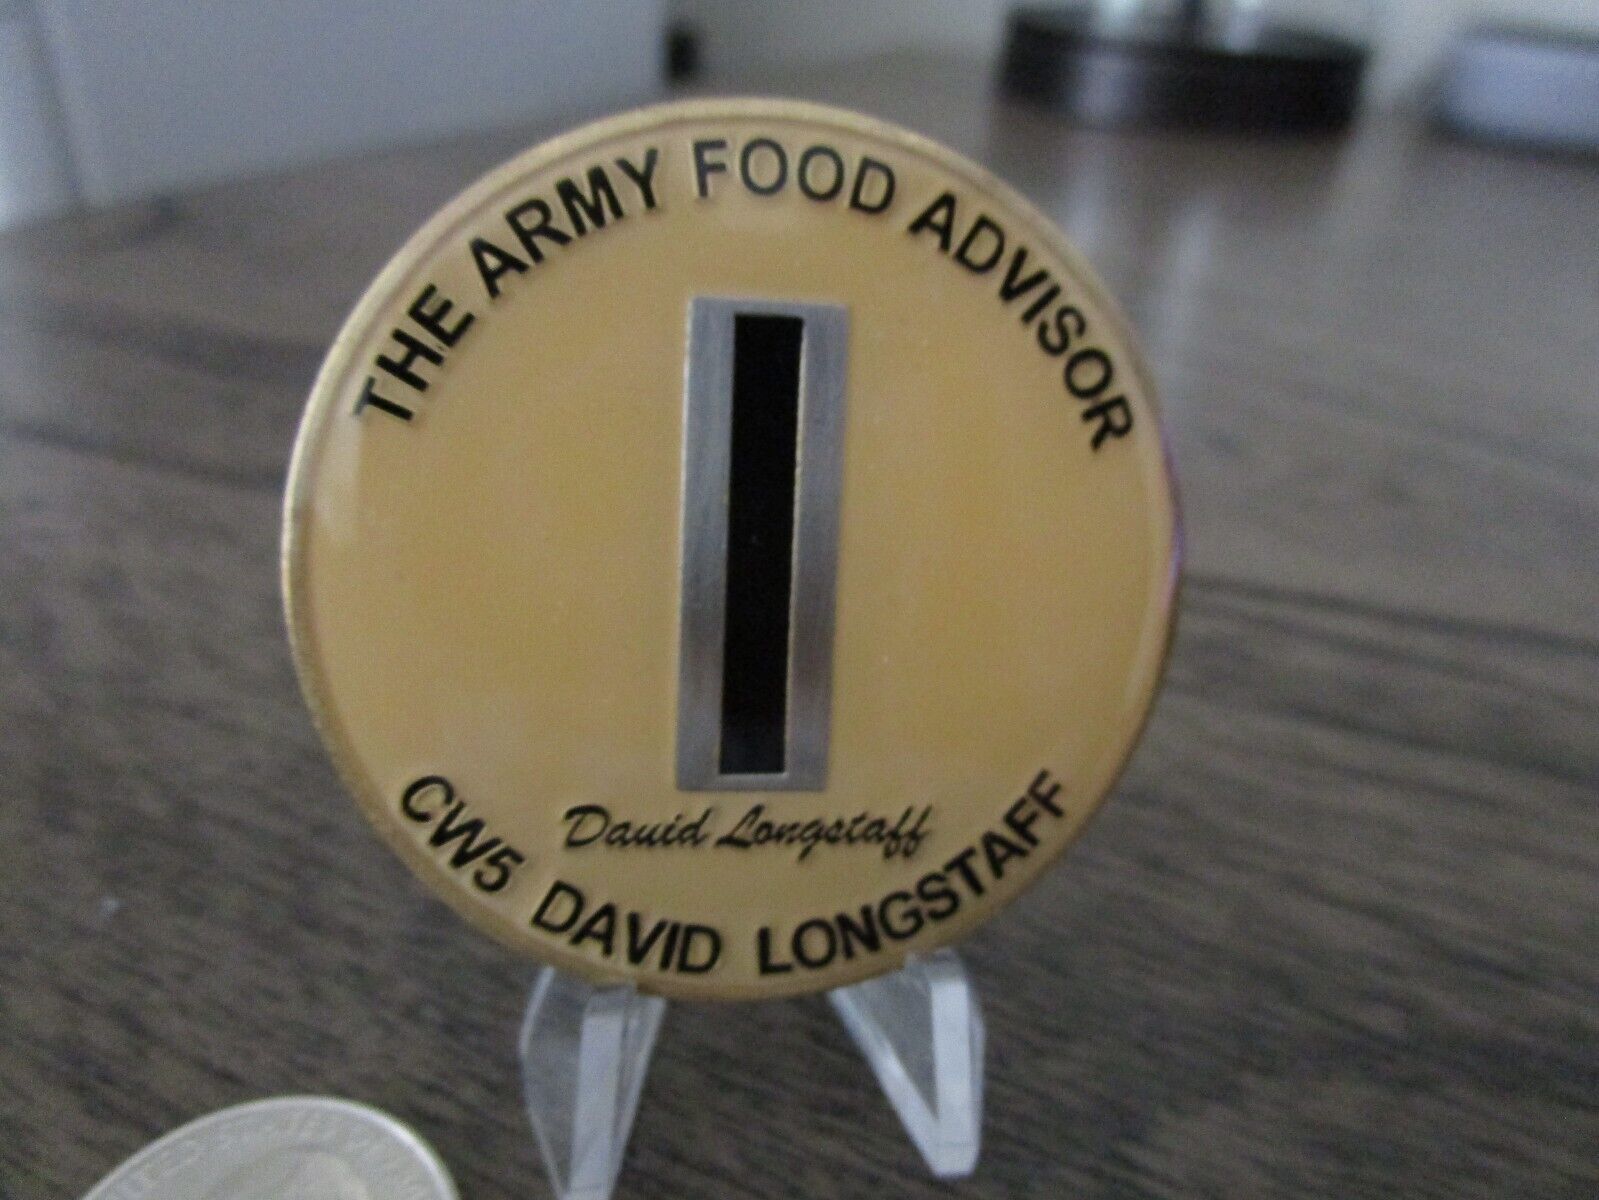 THE ARMY FOOD ADVISOR
David Longstaff
CW5 DAVID LONGSTAFF